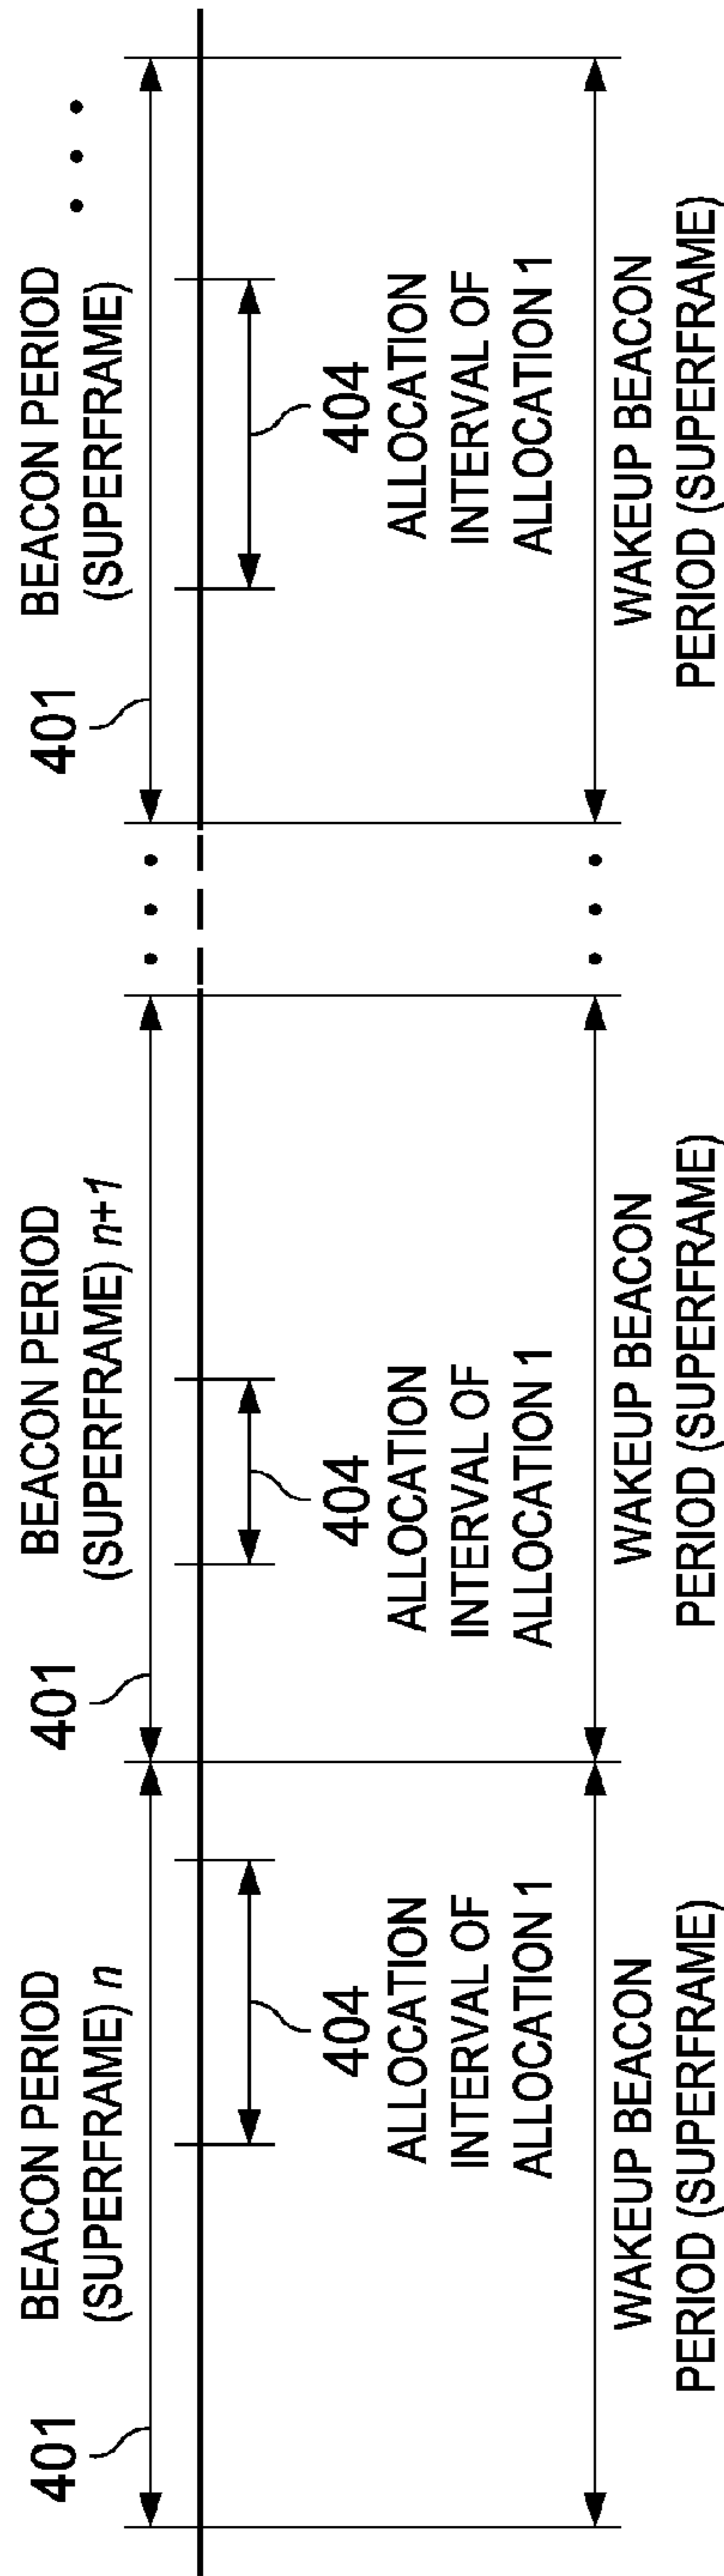 401
BEACON PERIOD
(SUPERFRAME) n
401
BEACON PERIOD
(SUPERFRAME) n+1
401
BEACON PERIOD
(SUPERFRAME)
404
ALLOCATION
INTERVAL OF
ALLOCATION 1
404
ALLOCATION
INTERVAL OF
ALLOCATION 1
404
ALLOCATION
INTERVAL OF
ALLOCATION 1
WAKEUP BEACON
PERIOD (SUPERFRAME)
WAKEUP BEACON
PERIOD (SUPERFRAME)
WAKEUP BEACON
PERIOD (SUPERFRAME)